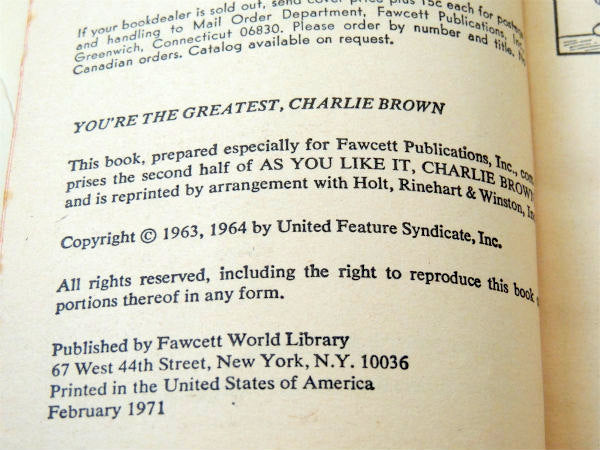 If your bookdealer is sold out, send cover price plus 15c each for postage
and handling to Mail Order Department, Fawcett Publications, Inc.,
Greenwich, Connecticut 06830. Please order by number and title. No
Canadian orders. Catalog available on request.
YOU'RE THE GREATEST, CHARLIE BROWN
This book, prepared especially for Fawcett Publications, Inc., com-
prises the second half of AS YOU LIKE IT, CHARLIE BROWN
and is reprinted by arrangement with Holt, Rinehart & Winston, In
Copyright © 1963, 1964 by United Feature Syndicate, Inc.
All rights reserved, including the right to reproduce this book
portions thereof in any form.
Published by Fawcett World Library
67 West 44th Street, New York, N.Y. 10036
Printed in the United States of America
February 1971